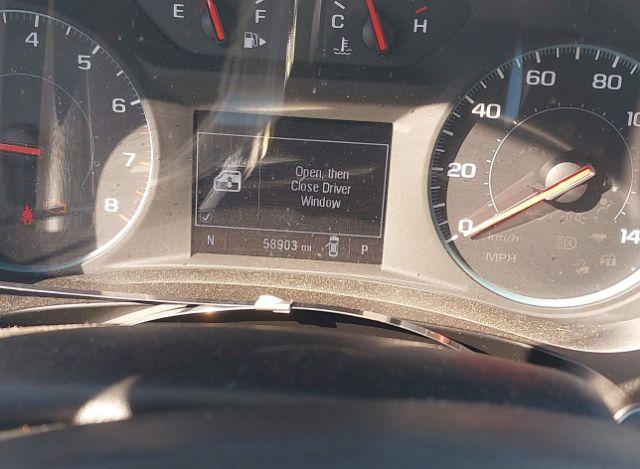 E F
C H
4 5 6 7 8
Open, then
Close Driver
Window
N 58903 mi P
0 20 40 60 80
14
km/h
MPH